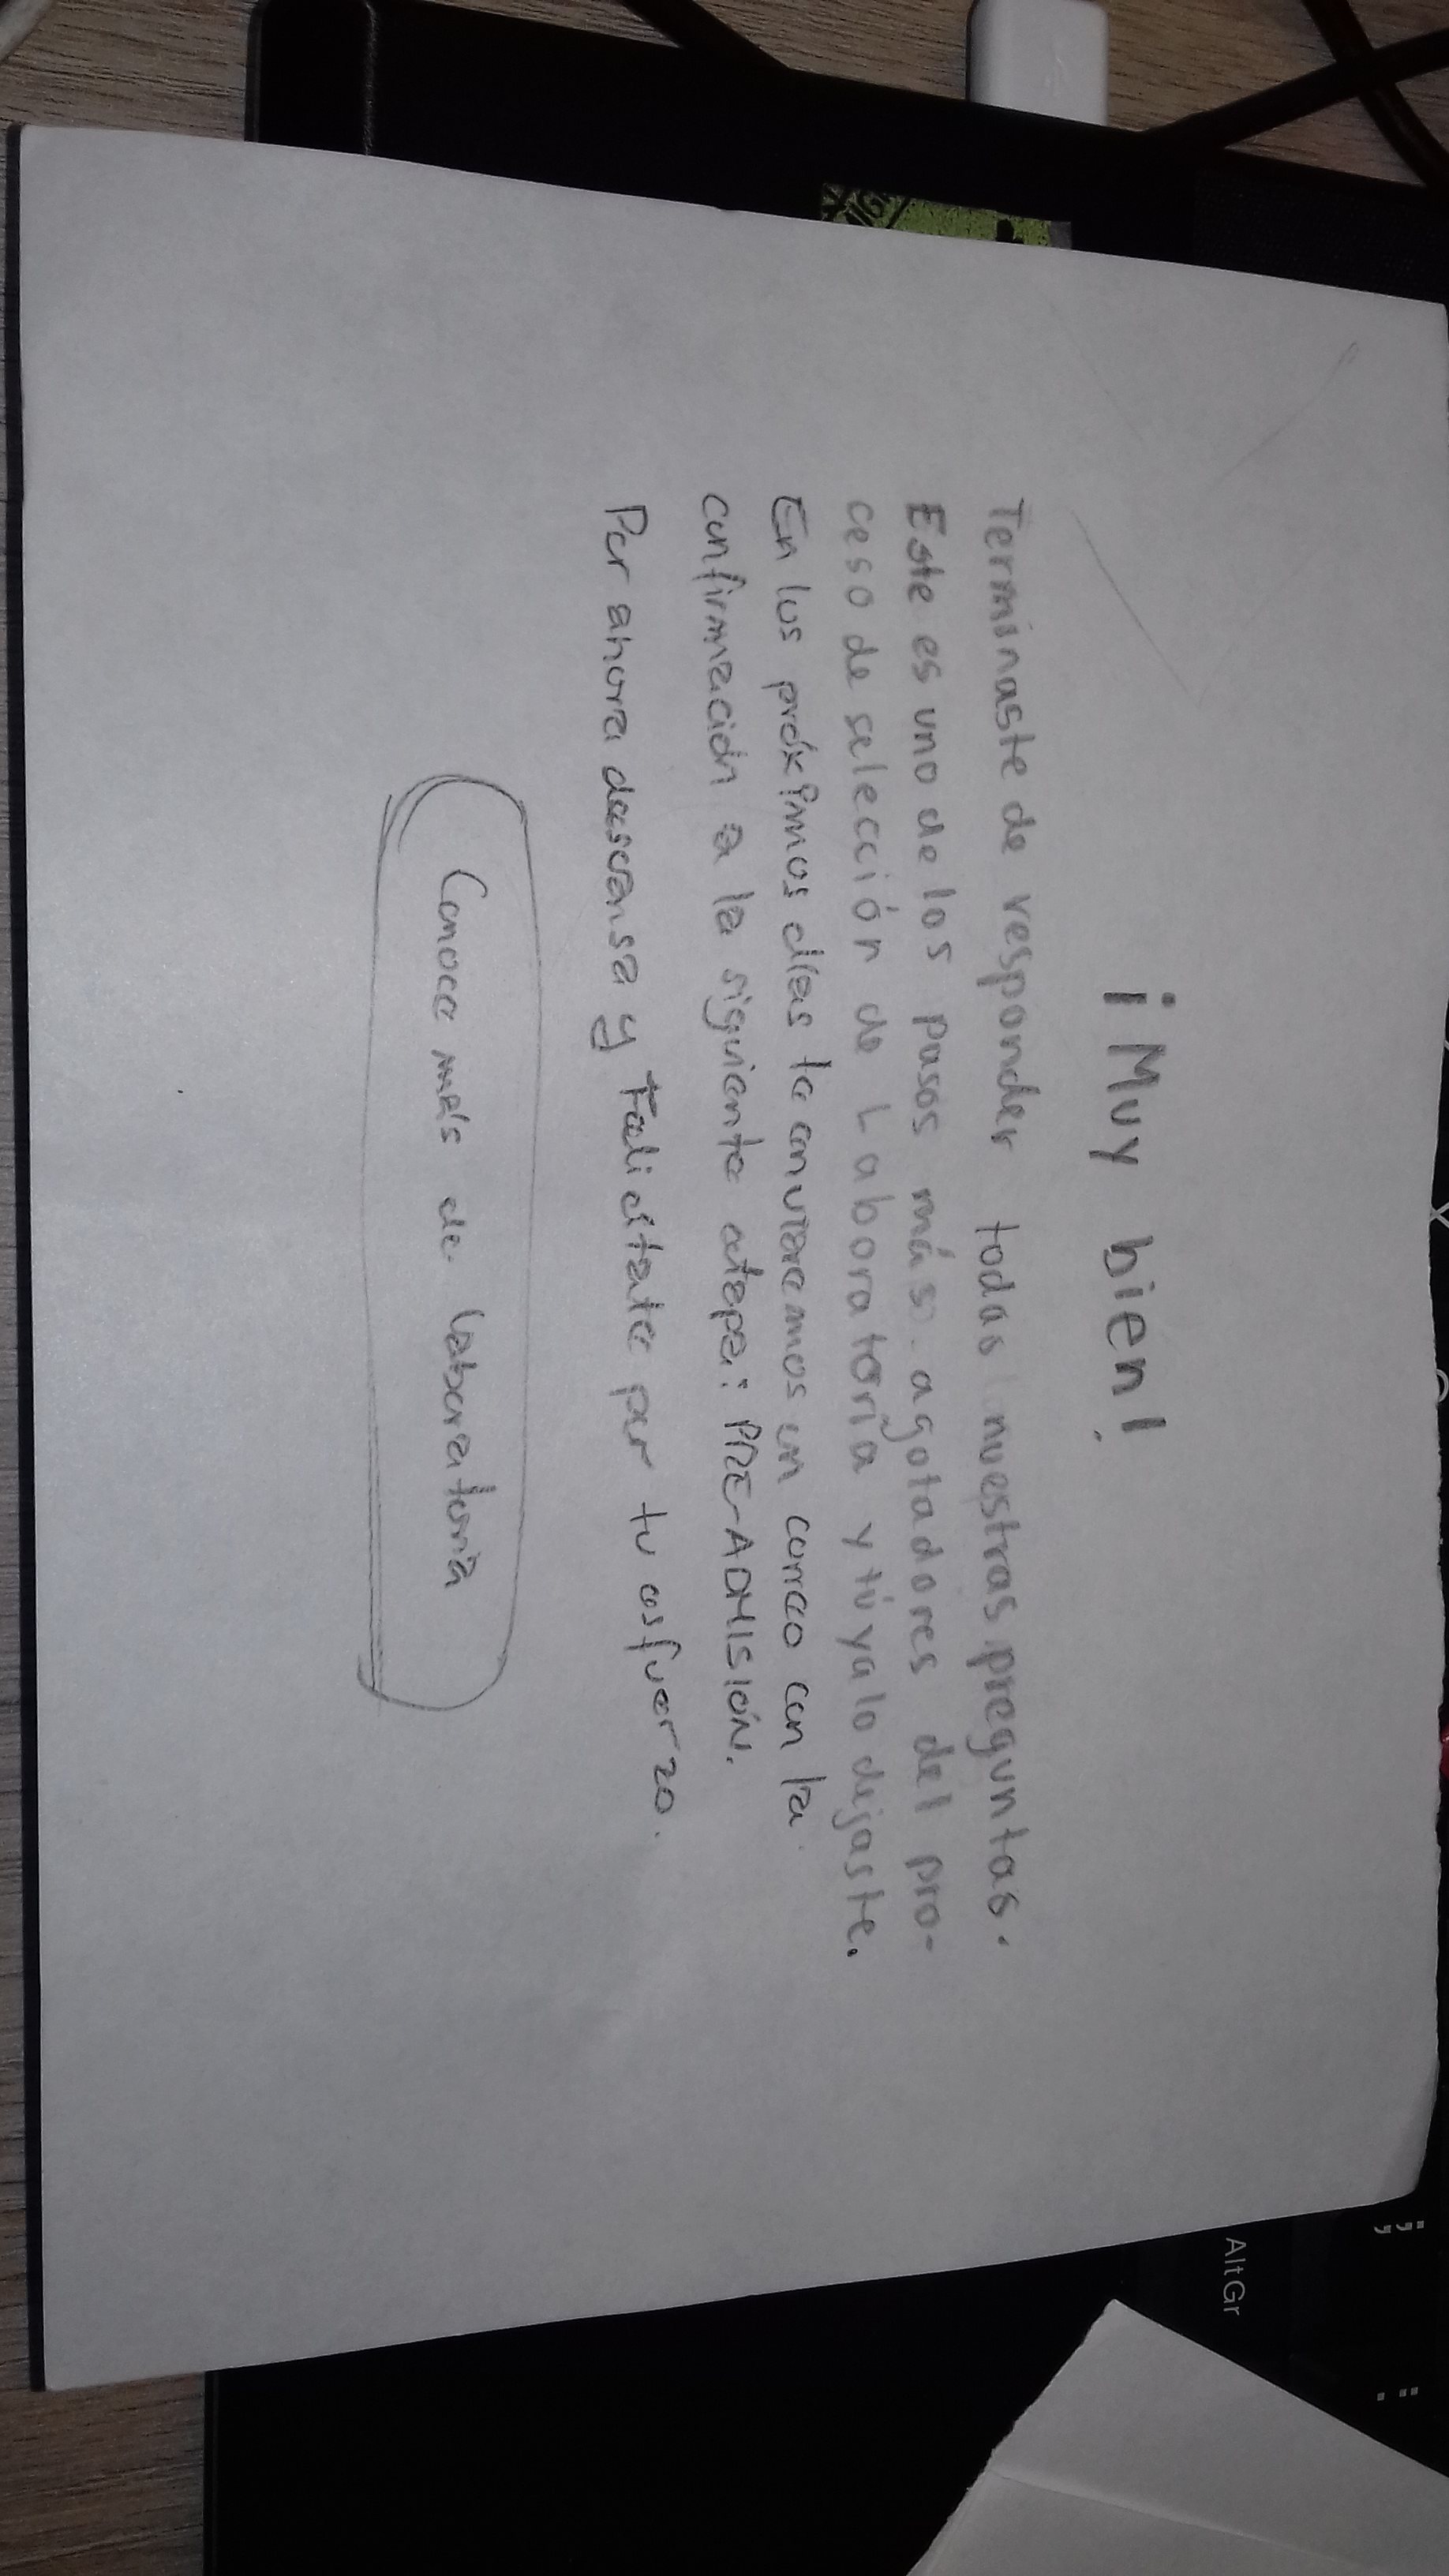 ¡Muy bien!
Terminaste de responder todas nuestras preguntas.
Este es uno de los pasos más agotadores del pro-
ceso de selección de Laboratoria y tú ya lo dejaste.
En los próximos días te enviaremos un correo con la
confirmación a la siguiente etapa: PRE-ADMISIÓN.
Por ahora descansa y Felicítate por tu esfuerzo.
Conoce más de Laboratoria
AltGr